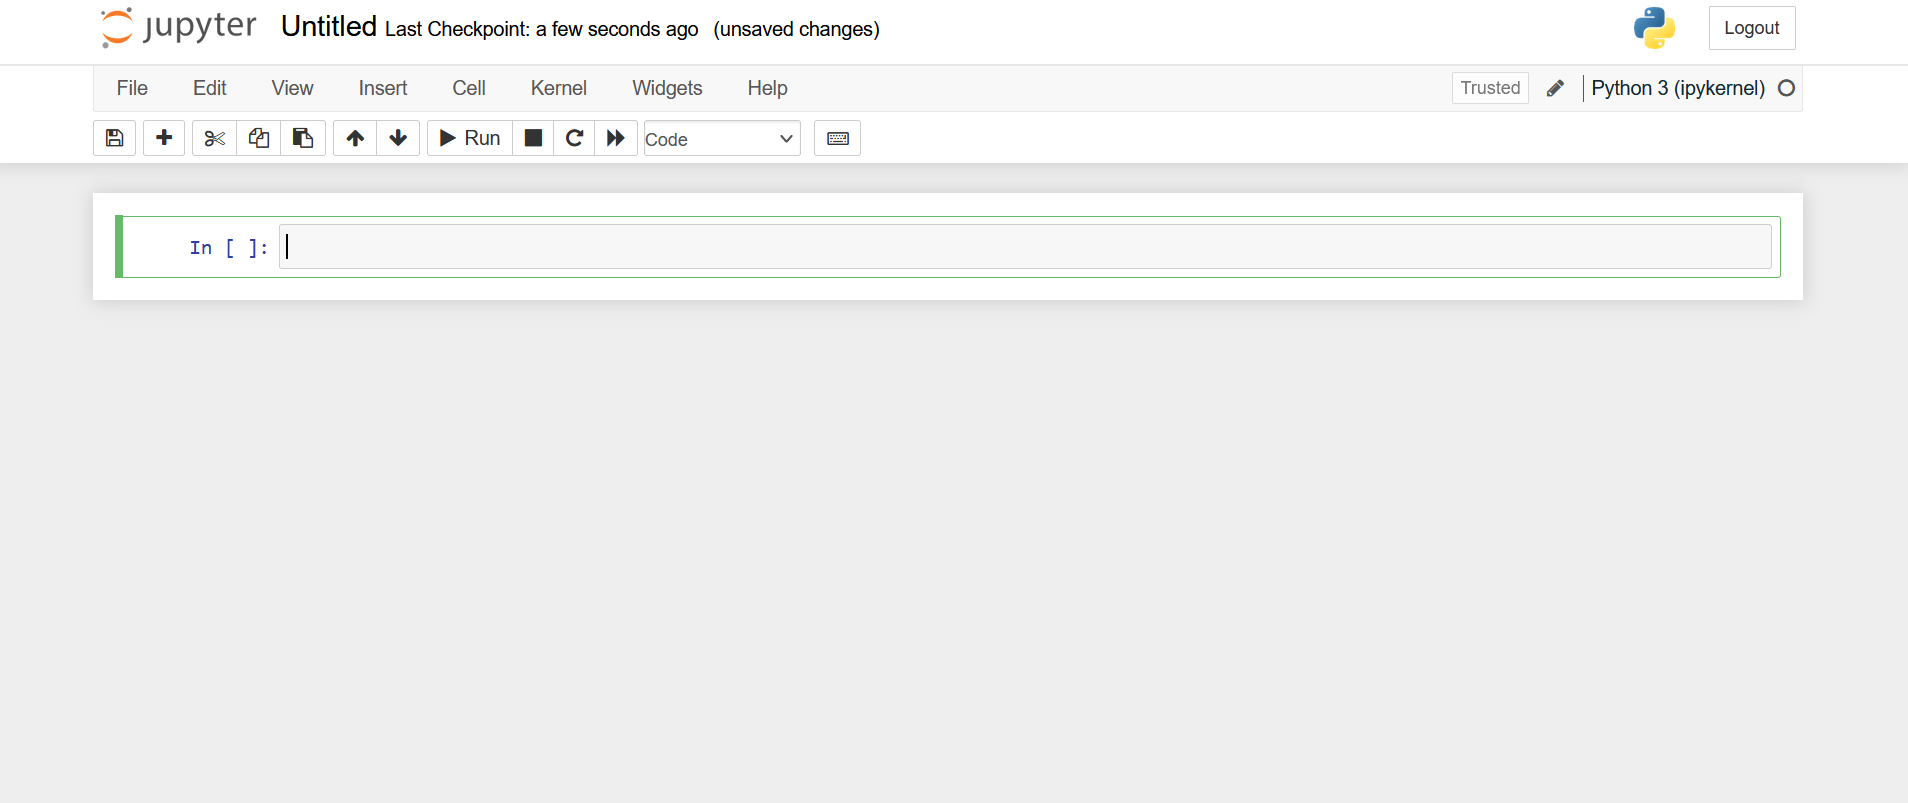 jupyter Untitled Last Checkpoint: a few seconds ago (unsaved changes) Logout
File Edit View Insert Cell Kernel Widgets Help Trusted Python 3 (ipykernel)
Run Code
In [ ]: